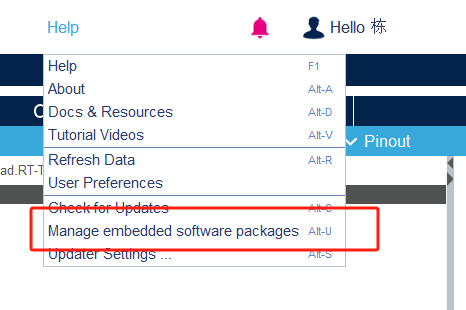 Help
Hello 栋
Help F1
About Alt-A
Docs & Resources Alt-D
Tutorial Videos Alt-V
Pinout
Refresh Data Alt-R
ad.RT-T
User Preferences
Check for Updates Alt-C
Manage embedded software packages Alt-U
Updater Settings ... Alt-S